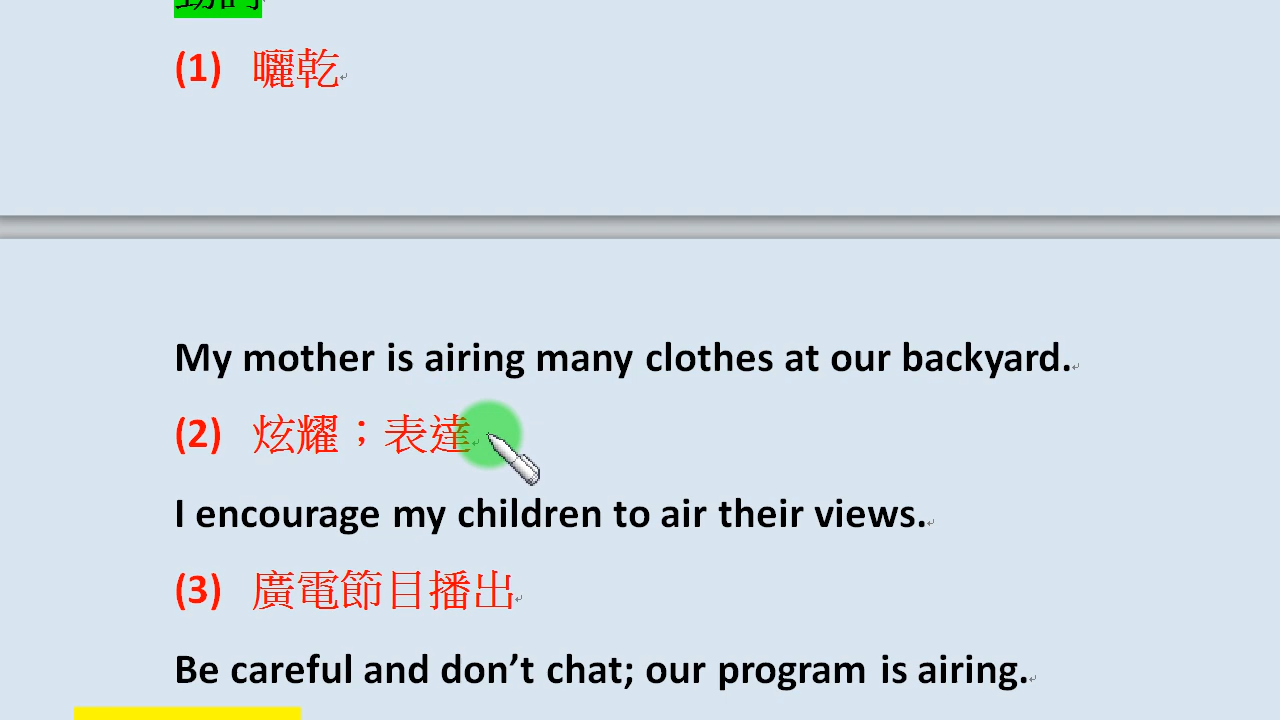 (1) 曬乾
My mother is airing many clothes at our backyard.
(2) 炫耀；表達
I encourage my children to air their views.
(3) 廣電節目播出
Be careful and don’t chat; our program is airing.